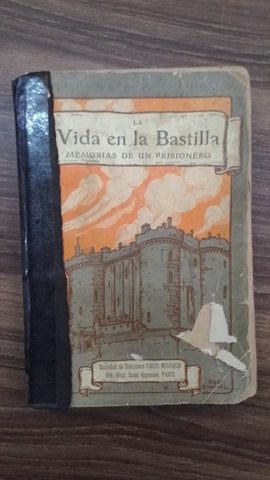 LA
Vida en la Bastilla
MEMORIAS DE UN PRISIONERO
Sociedad de Ediciones LOUIS-MICHAUD
168, Boul. Saint-Germain, PARIS